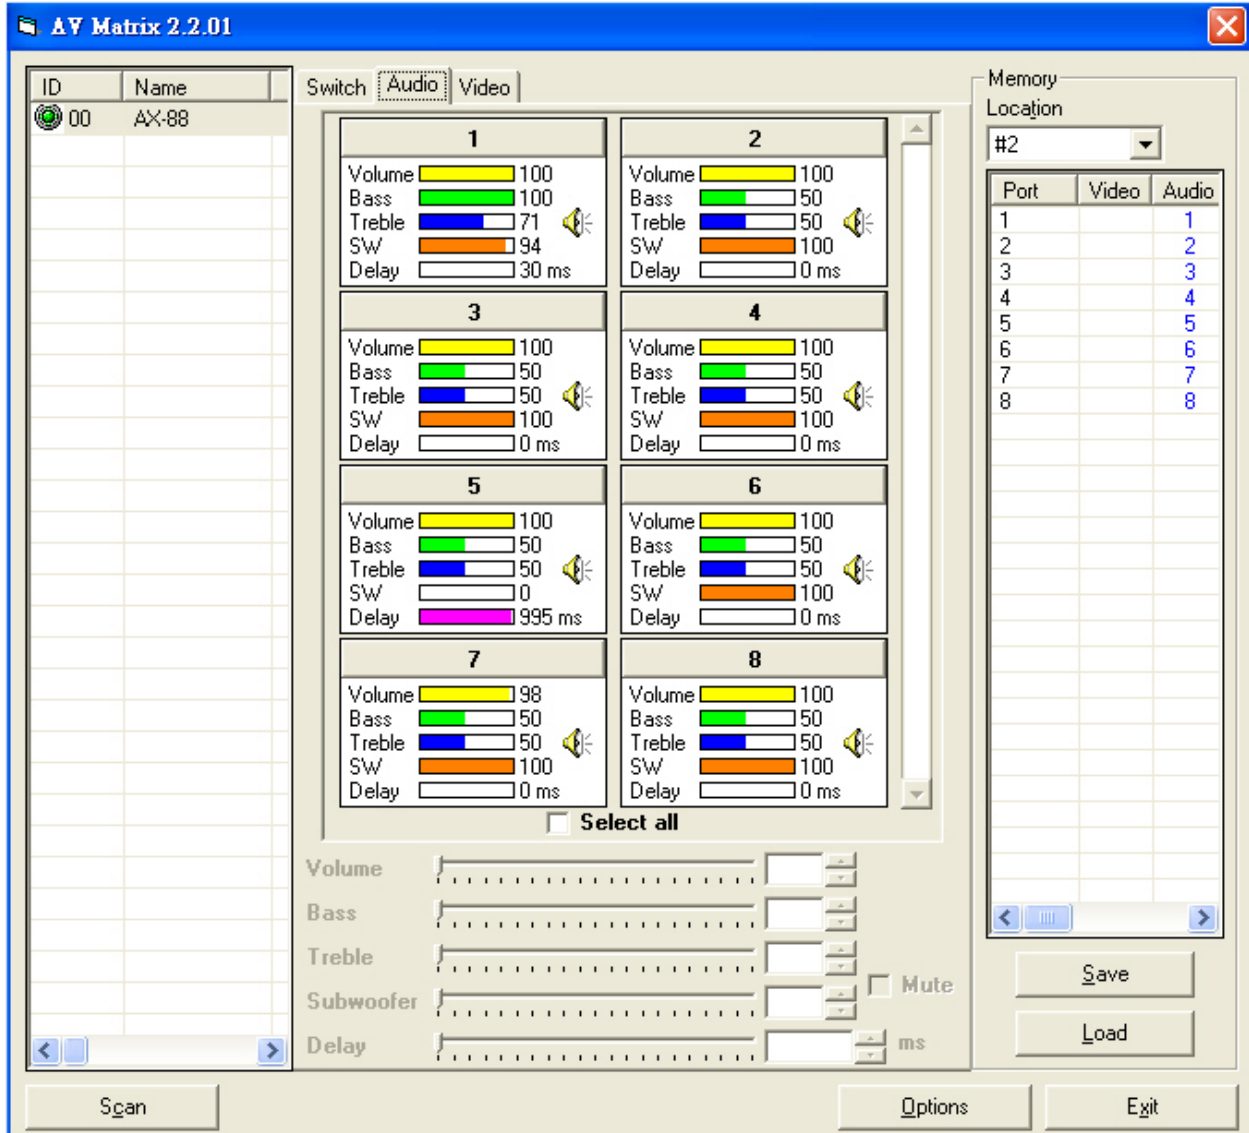 AV Matrix 2.2.01
ID Name
00 AX-88
Switch Audio Video
1
Volume 100
Bass 100
Treble 71
SW 94
Delay 30 ms
2
Volume 100
Bass 50
Treble 50
SW 100
Delay 0 ms
3
Volume 100
Bass 50
Treble 50
SW 100
Delay 0 ms
4
Volume 100
Bass 50
Treble 50
SW 100
Delay 0 ms
5
Volume 100
Bass 50
Treble 50
SW 0
Delay 995 ms
6
Volume 100
Bass 50
Treble 50
SW 100
Delay 0 ms
7
Volume 98
Bass 50
Treble 50
SW 100
Delay 0 ms
8
Volume 100
Bass 50
Treble 50
SW 100
Delay 0 ms
Select all
Volume
Bass
Treble
Subwoofer
Mute
Delay ms
Memory
Location
#2
Port Video Audio
1 1
2 2
3 3
4 4
5 5
6 6
7 7
8 8
Save
Load
Scan
Options
Exit